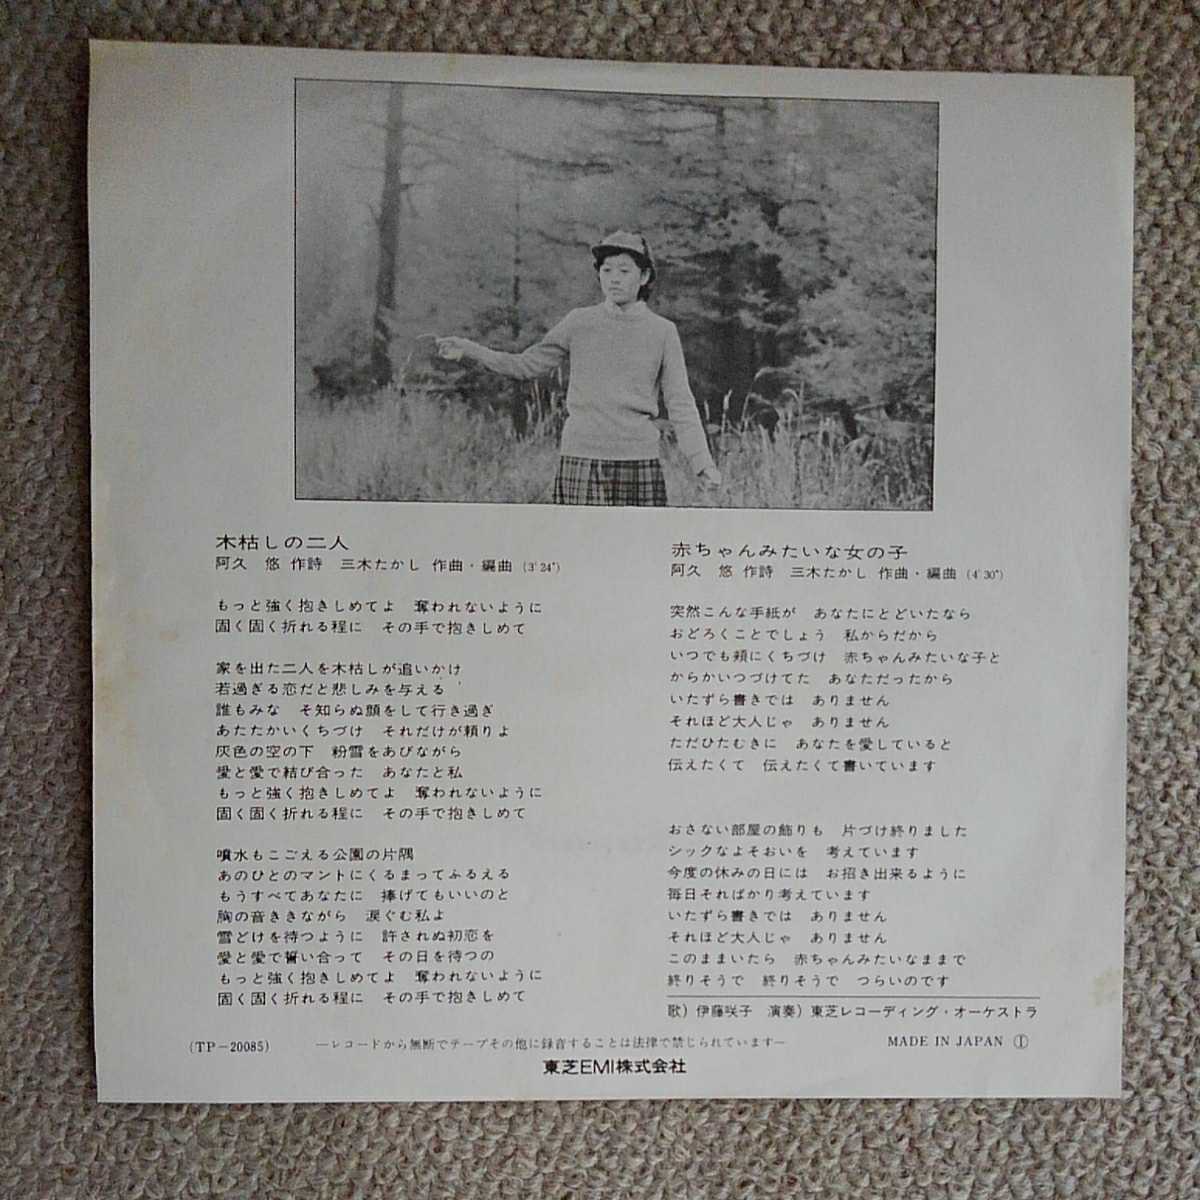 木枯しの二人
阿久 悠 作詩 三木たかし 作曲・編曲 (3'24")
もっと強く抱きしめてよ 奪われないように
固く固く折れる程に その手で抱きしめて
家を出た二人を木枯しが追いかけ
若過ぎる恋だと悲しみを与える
誰もみな そ知らぬ顔をして行き過ぎ
あたたかいくちづけ それだけが頼りよ
灰色の空の下 粉雪をあびながら
愛と愛で結び合った あなたと私
もっと強く抱きしめてよ 奪われないように
固く固く折れる程に その手で抱きしめて
噴水もこごえる公園の片隅
あのひとのマントにくるまってふるえる
もうすべてあなたに 捧げてもいいのと
胸の音ききながら 涙ぐむ私よ
雪どけを待つように 許されぬ初恋を
愛と愛で誓い合って その日を待つの
もっと強く抱きしめてよ 奪われないように
固く固く折れる程に その手で抱きしめて
赤ちゃんみたいな女の子
阿久 悠 作詩 三木たかし 作曲・編曲 (4'30")
突然こんな手紙が あなたにとどいたなら
おどろくことでしょう 私からだから
いつでも頬にくちづけ 赤ちゃんみたいな子と
からかいつづけてた あなただったから
いたずら書きでは ありません
それほど大人じゃ ありません
ただひたむきに あなたを愛していると
伝えたくて 伝えたくて書いています
おさない部屋の飾りも 片づけ終りました
シックなよそおいを 考えています
今度の休みの日には お招き出来るように
毎日そればかり考えています
いたずら書きでは ありません
それほど大人じゃ ありません
このままいたら 赤ちゃんみたいなままで
終りそうで 終りそうで つらいのです
歌)伊藤咲子 演奏)東芝レコーディング・オーケストラ
(TP-20085)
—レコードから無断でテープその他に録音することは法律で禁じられています—
MADE IN JAPAN Ⓘ
東芝EMI株式会社